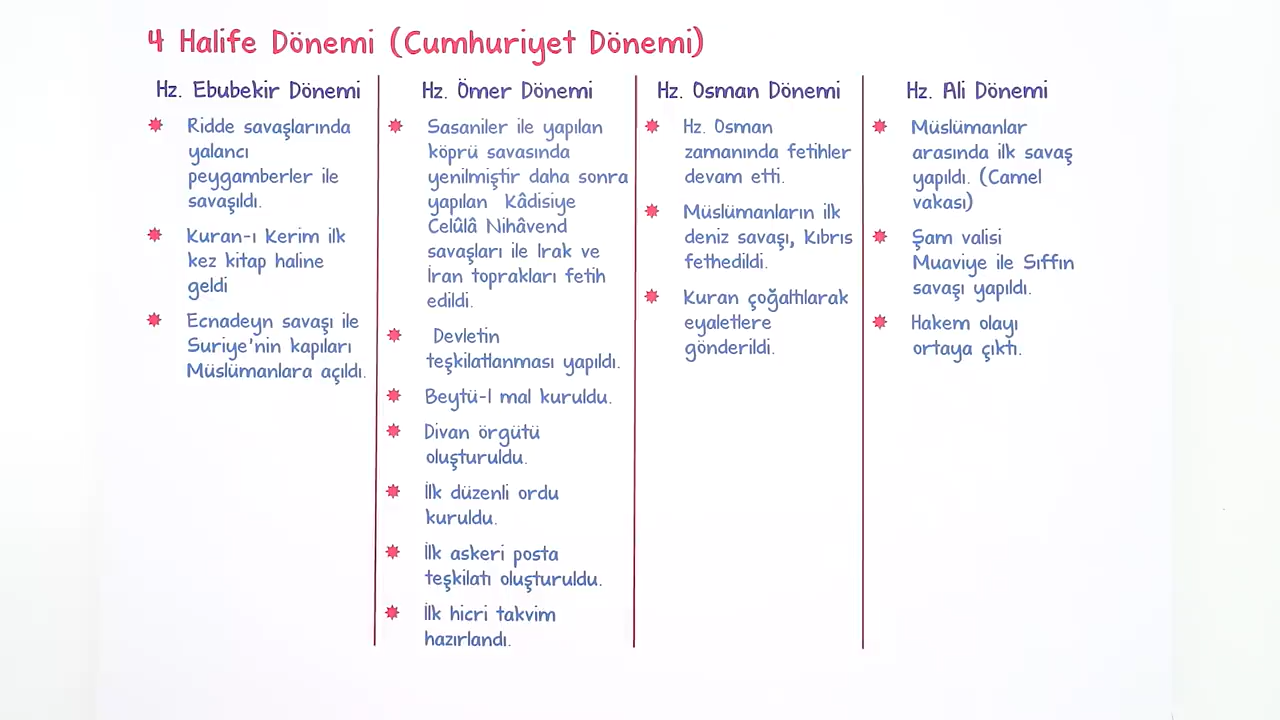 4 Halife Dönemi (Cumhuriyet Dönemi)
Hz. Ebubekir Dönemi
Ridde savaşlarında
yalancı
peygamberler ile
savaşıldı.
Kuran-ı Kerim ilk
kez kitap haline
geldi
Ecnadeyn savaşı ile
Suriye'nin kapıları
Müslümanlara açıldı.
Hz. Ömer Dönemi
Sasaniler ile yapılan
köprü savasında
yenilmiştir daha sonra
yapılan Kâdisiye
Celûlâ Nihâvend
savaşları ile Irak ve
İran toprakları fetih
edildi.
Devletin
teşkilatlanması yapıldı.
Beytü-l mal kuruldu.
Divan örgütü
oluşturuldu.
İlk düzenli ordu
kuruldu.
İlk askeri posta
teşkilatı oluşturuldu.
İlk hicri takvim
hazırlandı.
Hz. Osman Dönemi
Hz. Osman
zamanında fetihler
devam etti.
Müslümanların ilk
deniz savaşı, Kıbrıs
fethedildi.
Kuran çoğaltılarak
eyaletlere
gönderildi.
Hz. Ali Dönemi
Müslümanlar
arasında ilk savaş
yapıldı. (Camel
vakası)
Şam valisi
Muaviye ile Sıffın
savaşı yapıldı.
Hakem olayı
ortaya çıktı.